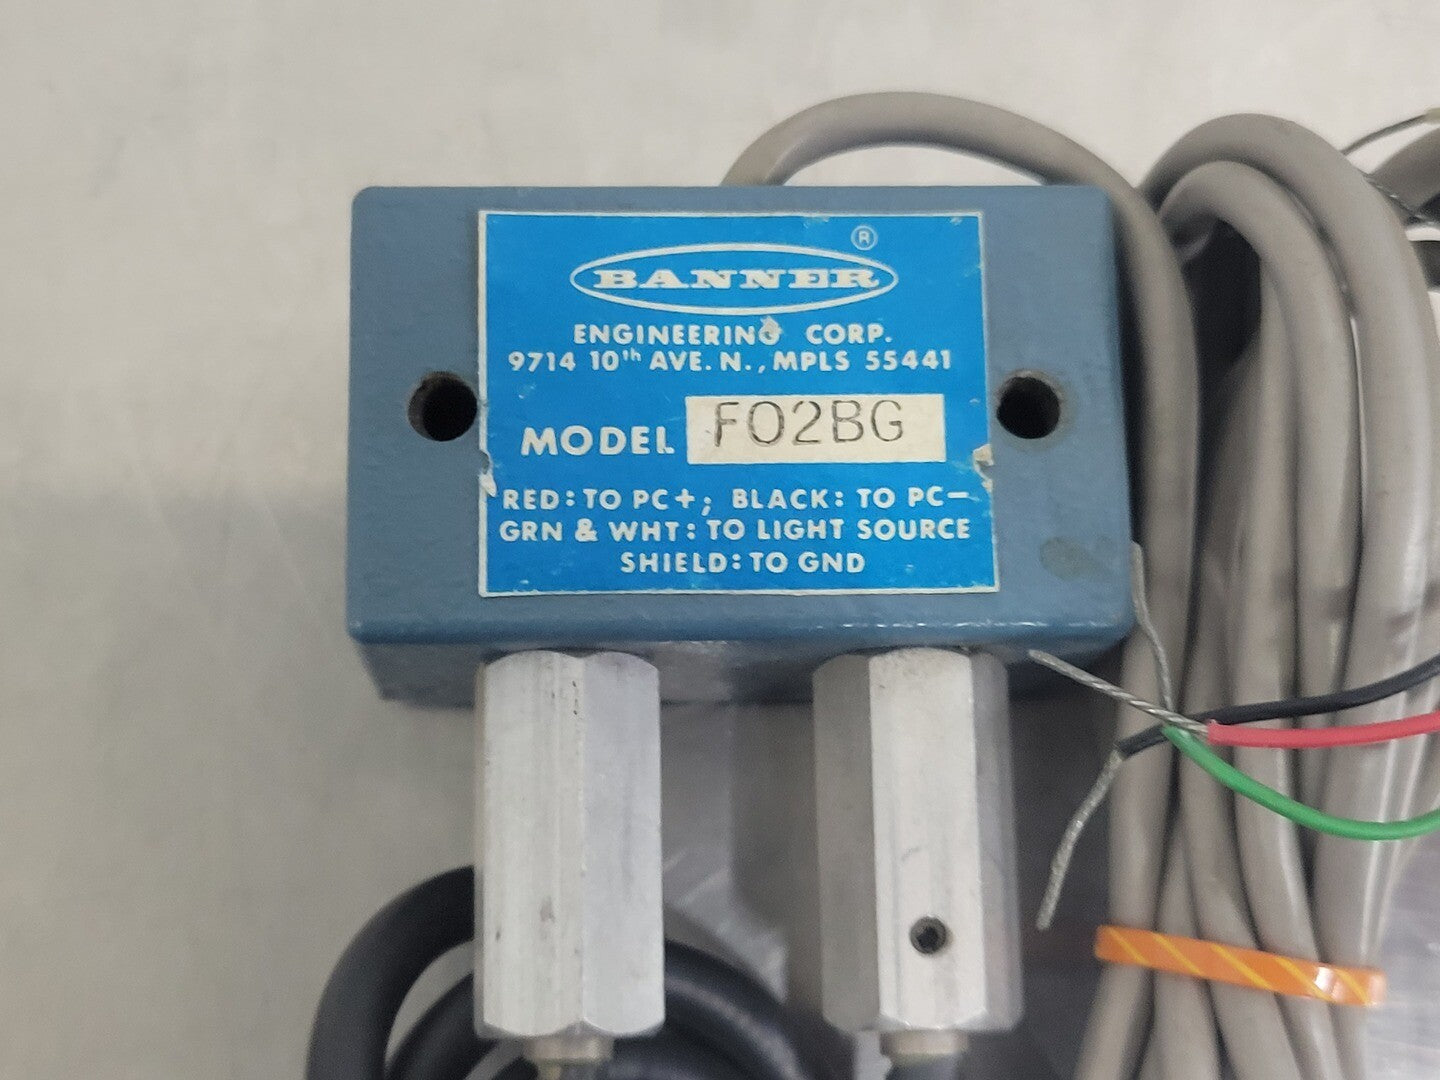 BANNER ®
ENGINEERING CORP.
9714 10th AVE. N., MPLS 55441
MODEL FO2BG
RED: TO PC+; BLACK: TO PC-
GRN & WHT: TO LIGHT SOURCE
SHIELD: TO GND